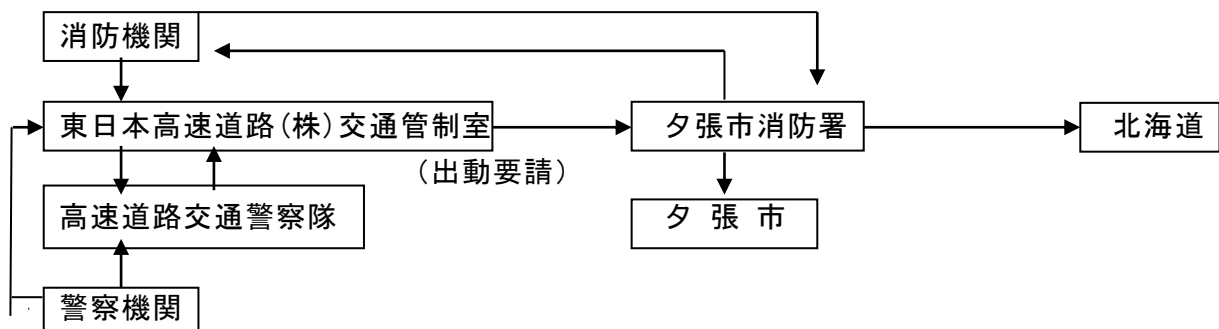 消防機関
東日本高速道路(株)交通管制室
夕張市消防署
北海道
(出動要請)
高速道路交通警察隊
夕 張 市
警察機関